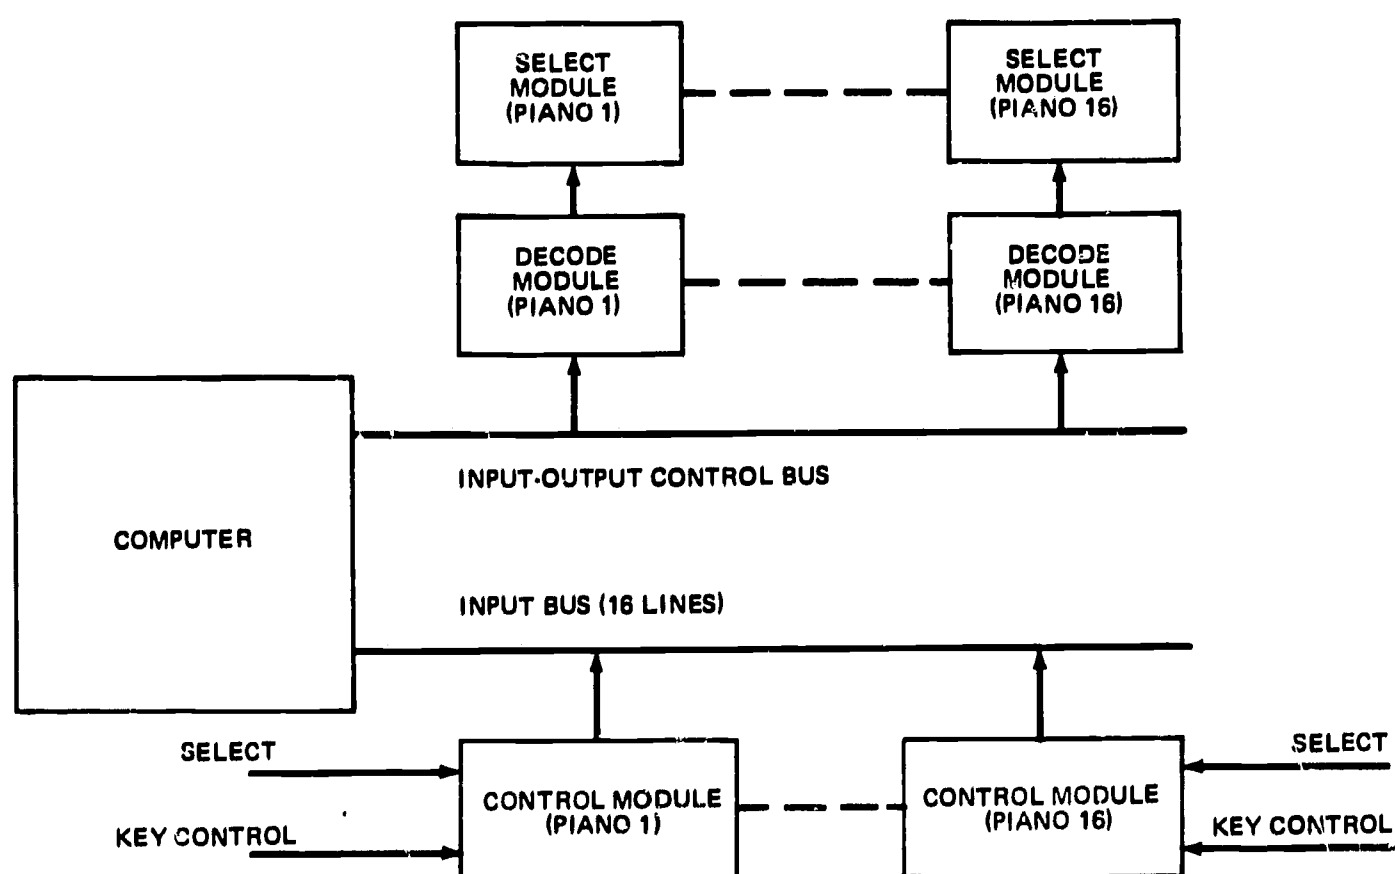 SELECT
MODULE
(PIANO 1)
SELECT
MODULE
(PIANO 16)
DECODE
MODULE
(PIANO 1)
DECODE
MODULE
(PIANO 16)
INPUT-OUTPUT CONTROL BUS
COMPUTER
INPUT BUS (16 LINES)
SELECT
KEY CONTROL
CONTROL MODULE
(PIANO 1)
CONTROL MODULE
(PIANO 16)
SELECT
KEY CONTROL